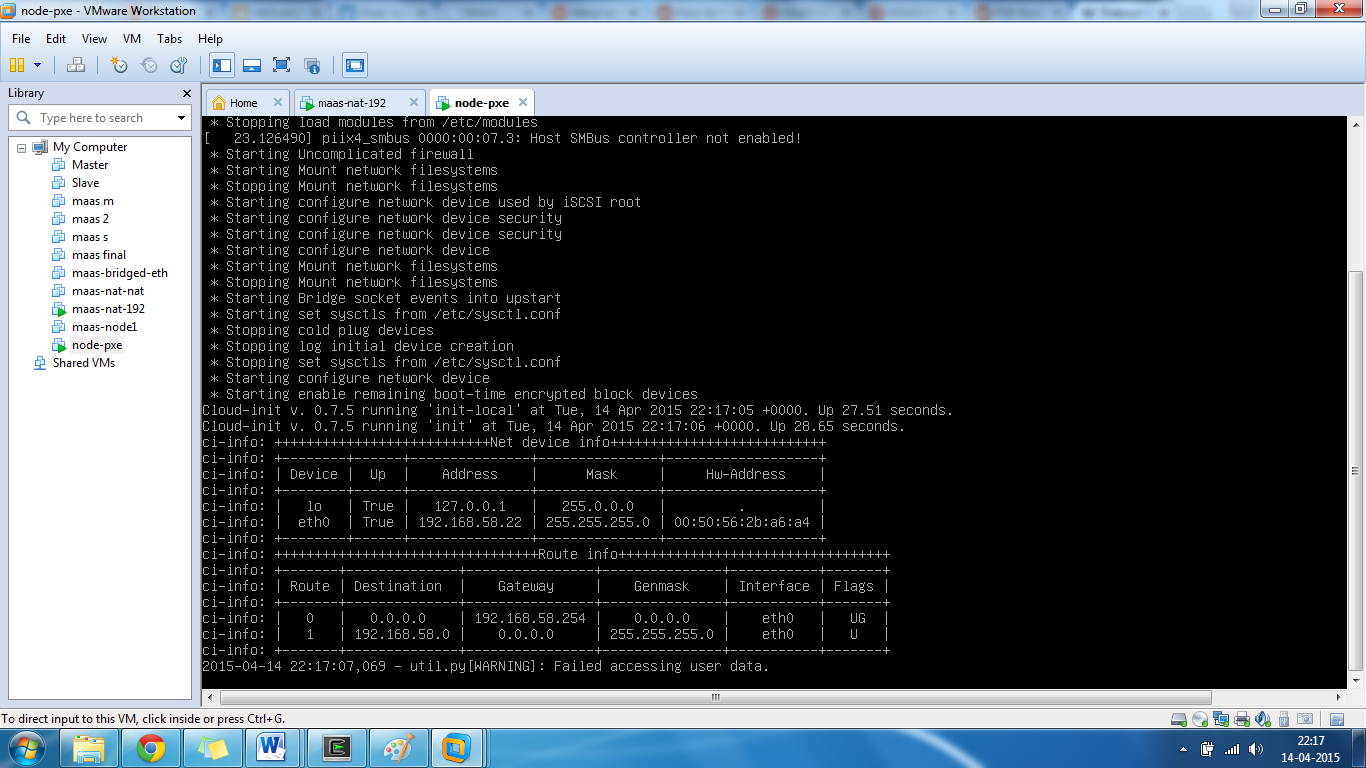 node-pxe - VMware Workstation
File Edit View VM Tabs Help
Library
Type here to search
My Computer
Master
Slave
maas m
maas 2
maas s
maas final
maas-bridged-eth
maas-nat-nat
maas-nat-192
maas-node1
node-pxe
Shared VMs
Home maas-nat-192 node-pxe
* Stopping load modules from /etc/modules
[   23.126490] piix4_smbus 0000:00:07.3: Host SMBus controller not enabled!
* Starting Uncomplicated firewall
* Starting Mount network filesystems
* Stopping Mount network filesystems
* Starting configure network device used by iSCSI root
* Starting configure network device security
* Starting configure network device security
* Starting configure network device
* Starting Mount network filesystems
* Stopping Mount network filesystems
* Starting Bridge socket events into upstart
* Starting set sysctls from /etc/sysctl.conf
* Stopping cold plug devices
* Stopping log initial device creation
* Stopping set sysctls from /etc/sysctl.conf
* Starting configure network device
* Starting enable remaining boot-time encrypted block devices
Cloud-init v. 0.7.5 running 'init-local' at Tue, 14 Apr 2015 22:17:05 +0000. Up 27.51 seconds.
Cloud-init v. 0.7.5 running 'init' at Tue, 14 Apr 2015 22:17:06 +0000. Up 28.65 seconds.
ci-info: +++++++++++++++++++++++++++Net device info+++++++++++++++++++++++++++
ci-info: +--------+------+---------------+---------------+-------------------+
ci-info: | Device |  Up  |    Address    |      Mask     |     Hw-Address    |
ci-info: +--------+------+---------------+---------------+-------------------+
ci-info: |   lo   | True |   127.0.0.1   |   255.0.0.0   |         .         |
ci-info: |  eth0  | True | 192.168.58.22 | 255.255.255.0 | 00:50:56:2b:a6:a4 |
ci-info: +--------+------+---------------+---------------+-------------------+
ci-info: +++++++++++++++++++++++++++++++++Route info++++++++++++++++++++++++++++++++++
ci-info: +-------+--------------+----------------+---------------+-----------+-------+
ci-info: | Route | Destination  |    Gateway     |    Genmask    | Interface | Flags |
ci-info: +-------+--------------+----------------+---------------+-----------+-------+
ci-info: |   0   |   0.0.0.0    | 192.168.58.254 |    0.0.0.0    |    eth0   |   UG  |
ci-info: |   1   | 192.168.58.0 |    0.0.0.0     | 255.255.255.0 |    eth0   |   U   |
ci-info: +-------+--------------+----------------+---------------+-----------+-------+
2015-04-14 22:17:07,069 - util.py[WARNING]: Failed accessing user data.
To direct input to this VM, click inside or press Ctrl+G.
22:17
14-04-2015